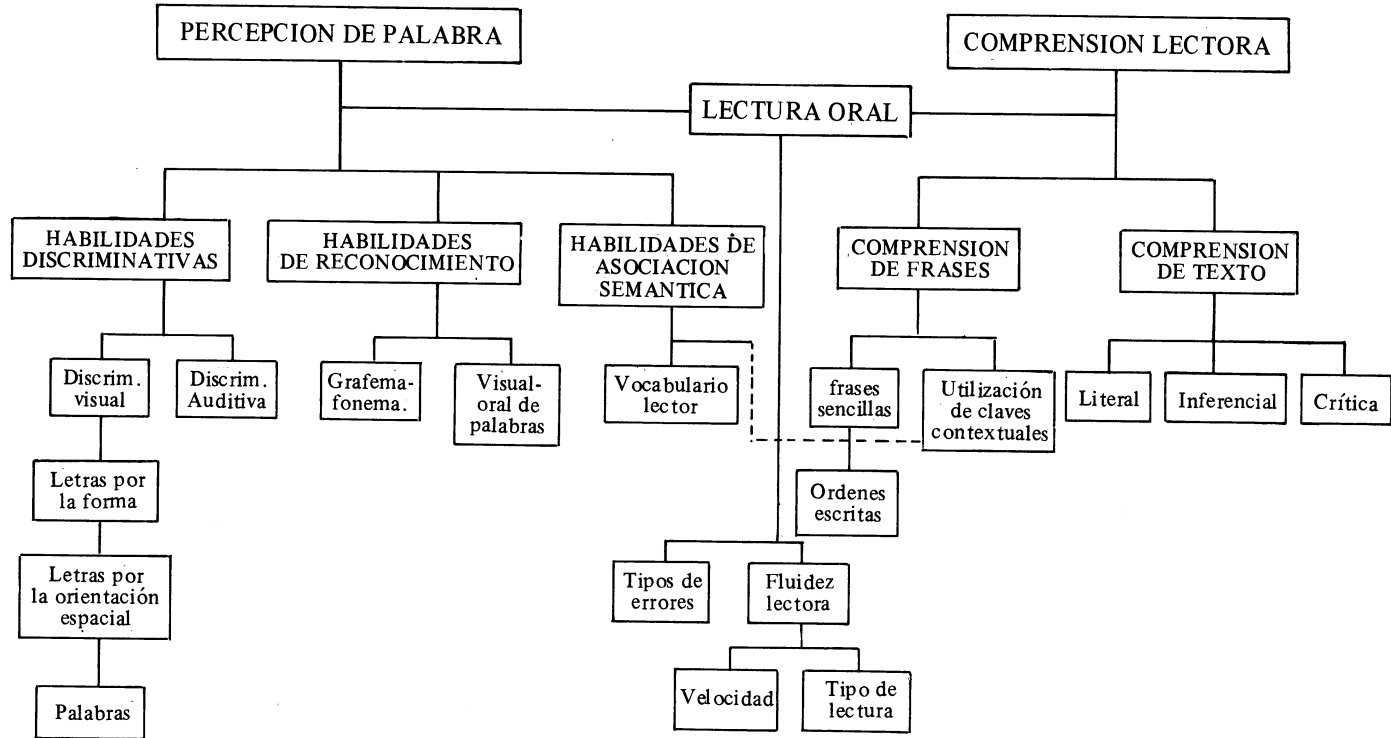 PERCEPCION DE PALABRA
COMPRENSION LECTORA
LECTURA ORAL
HABILIDADES
DISCRIMINATIVAS
HABILIDADES
DE RECONOCIMIENTO
HABILIDADES DE
ASOCIACION
SEMANTICA
COMPRENSION
DE FRASES
COMPRENSION
DE TEXTO
Discrim.
visual
Discrim.
Auditiva
Grafema-
fonema.
Visual-
oral de
palabras
Vocabulario
lector
frases
sencillas
Utilización
de claves
contextuales
Literal
Inferencial
Crítica
Letras por
la forma
Ordenes
escritas
Letras por
la orientación
espacial
Tipos de
errores
Fluidez
lectora
Palabras
Velocidad
Tipo de
lectura